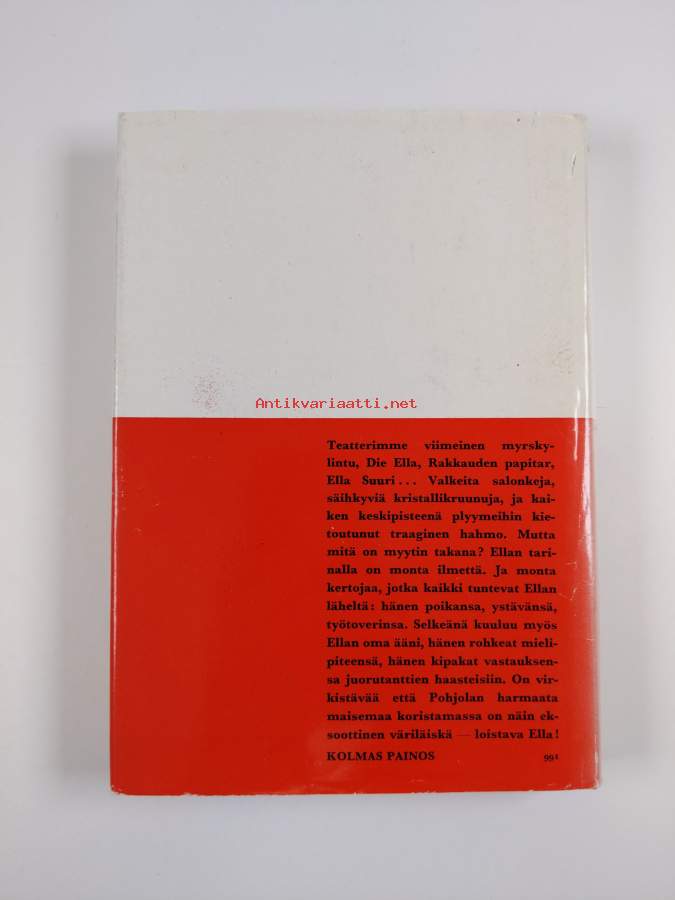 Antikvariaatti.net
Teatterimme viimeinen myrsky-
lintu, Die Ella, Rakkauden papitar,
Ella Suuri... Valkeita salonkeja,
säihkyviä kristallikruunuja, ja kai-
ken keskipisteenä plyymeihin kie-
toutunut traaginen hahmo. Mutta
mitä on myytin takana? Ellan tari-
nalla on monta ilmettä. Ja monta
kertojaa, jotka kaikki tuntevat Ellan
läheltä: hänen poikansa, ystävänsä,
työtoverinsa. Selkeänä kuuluu myös
Ellan oma ääni, hänen rohkeat mieli-
piteensä, hänen kipakat vastauksen-
sa juorutanttien haasteisiin. On vir-
kistävää että Pohjolan harmaata
maisemaa koristamassa on näin ek-
soottinen väriläiskä — loistava Ella!
KOLMAS PAINOS 99.1